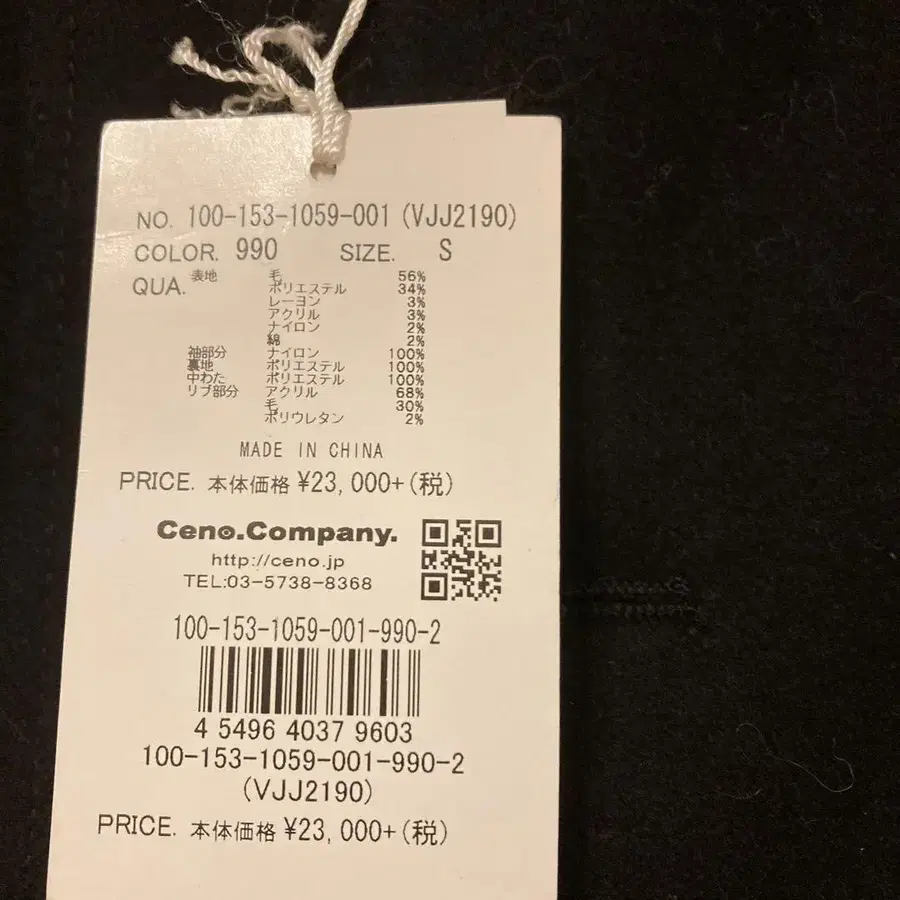 NO. 100-153-1059-001 (VJJ2190)
COLOR. 990 SIZE. S
QUA. 表地 毛 56%
ポリエステル 34%
レーヨン 3%
アクリル 3%
ナイロン 2%
綿 2%
袖部分 ナイロン 100%
裏地 ポリエステル 100%
中わた ポリエステル 100%
リブ部分 アクリル 68%
毛 30%
ポリウレタン 2%
MADE IN CHINA
PRICE. 本体価格 ¥23,000+(税)
Ceno.Company.
http://ceno.jp
TEL:03-5738-8368
100-153-1059-001-990-2
4 5496 4037 9603
100-153-1059-001-990-2
(VJJ2190)
PRICE. 本体価格 ¥23,000+(税)